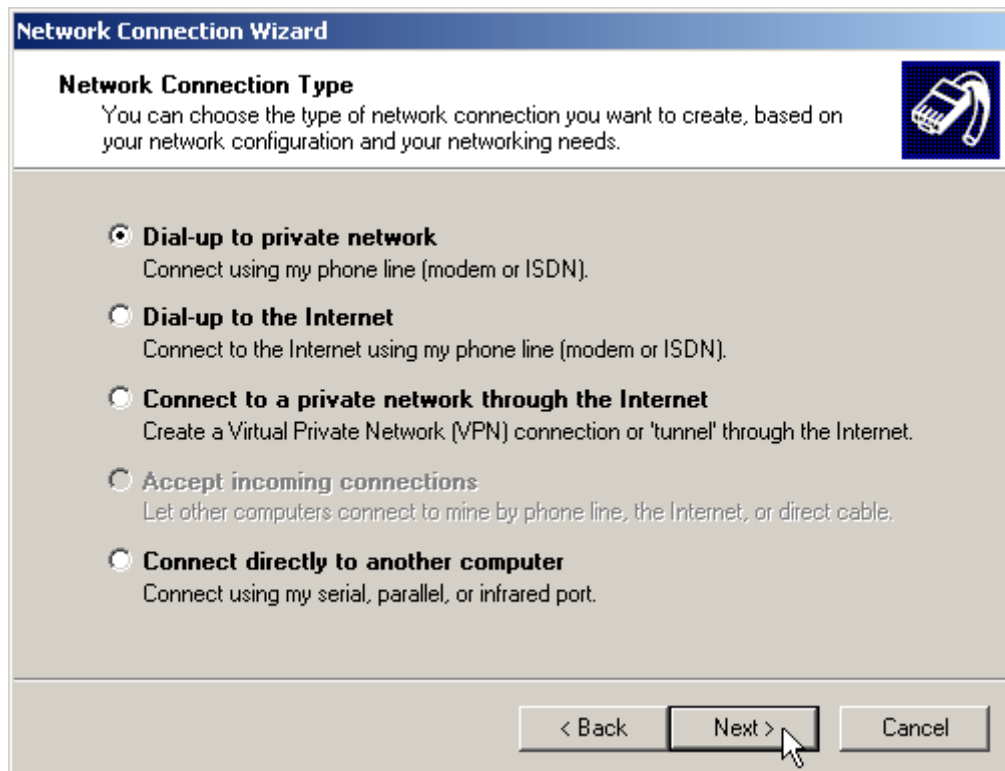 Network Connection Wizard
Network Connection Type
You can choose the type of network connection you want to create, based on
your network configuration and your networking needs.
Dial-up to private network
Connect using my phone line (modem or ISDN).
Dial-up to the Internet
Connect to the Internet using my phone line (modem or ISDN).
Connect to a private network through the Internet
Create a Virtual Private Network (VPN) connection or 'tunnel' through the Internet.
Accept incoming connections
Let other computers connect to mine by phone line, the Internet, or direct cable.
Connect directly to another computer
Connect using my serial, parallel, or infrared port.
< Back Next > Cancel